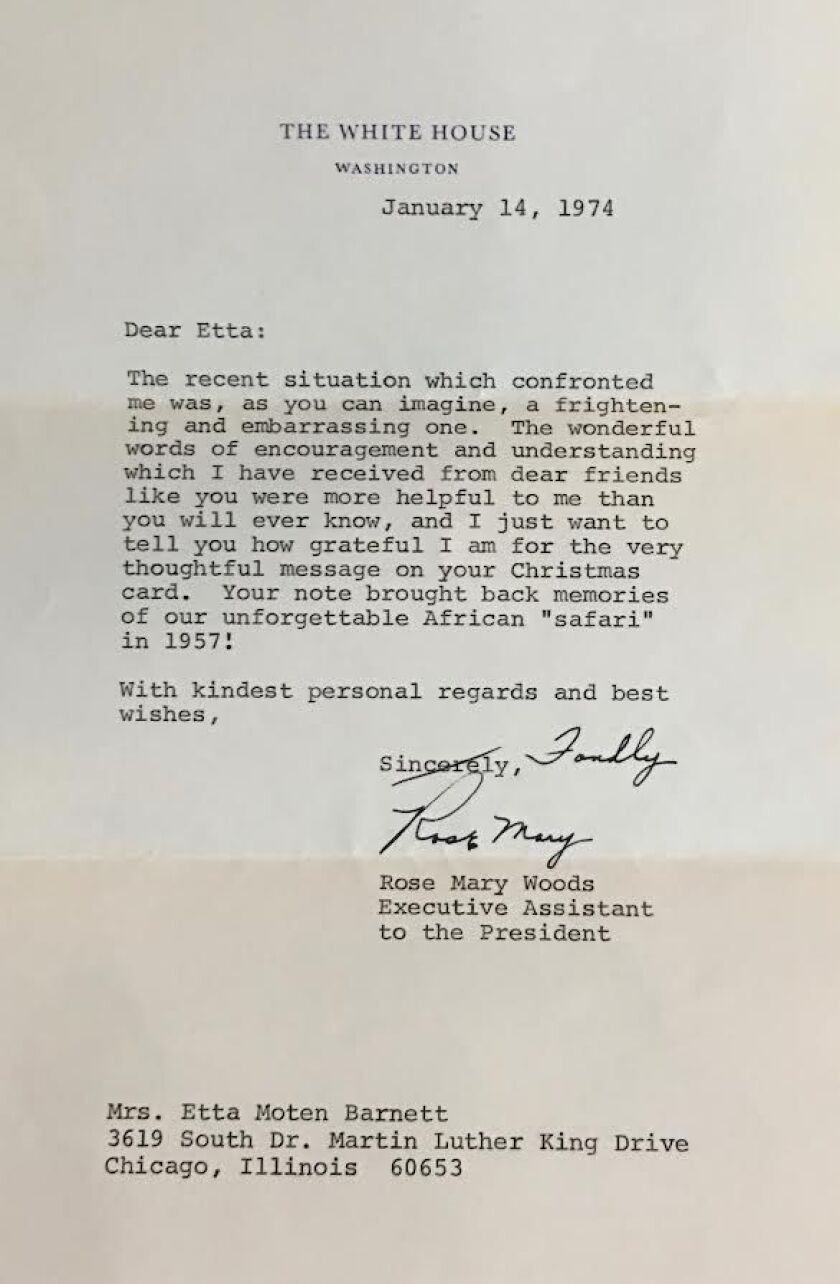 THE WHITE HOUSE
WASHINGTON
January 14, 1974
Dear Etta:
The recent situation which confronted
me was, as you can imagine, a frighten-
ing and embarrassing one.  The wonderful
words of encouragement and understanding
which I have received from dear friends
like you were more helpful to me than
you will ever know, and I just want to
tell you how grateful I am for the very
thoughtful message on your Christmas
card.  Your note brought back memories
of our unforgettable African "safari"
in 1957!
With kindest personal regards and best
wishes,
Sincerely, Fondly
Rose Mary
Rose Mary Woods
Executive Assistant
to the President
Mrs. Etta Moten Barnett
3619 South Dr. Martin Luther King Drive
Chicago, Illinois  60653